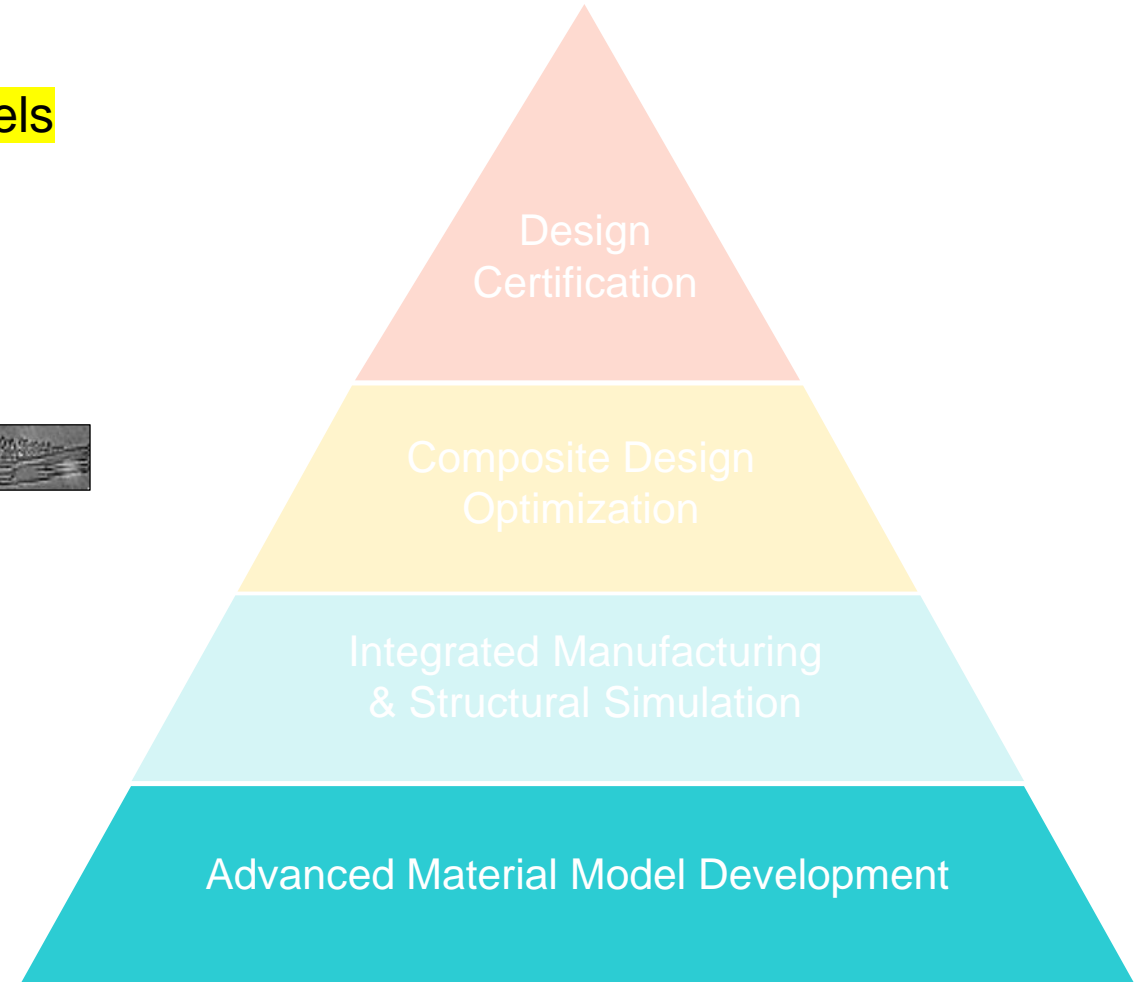 els
Design
Certification
Composite Design
Optimization
Integrated Manufacturing
& Structural Simulation
Advanced Material Model Development